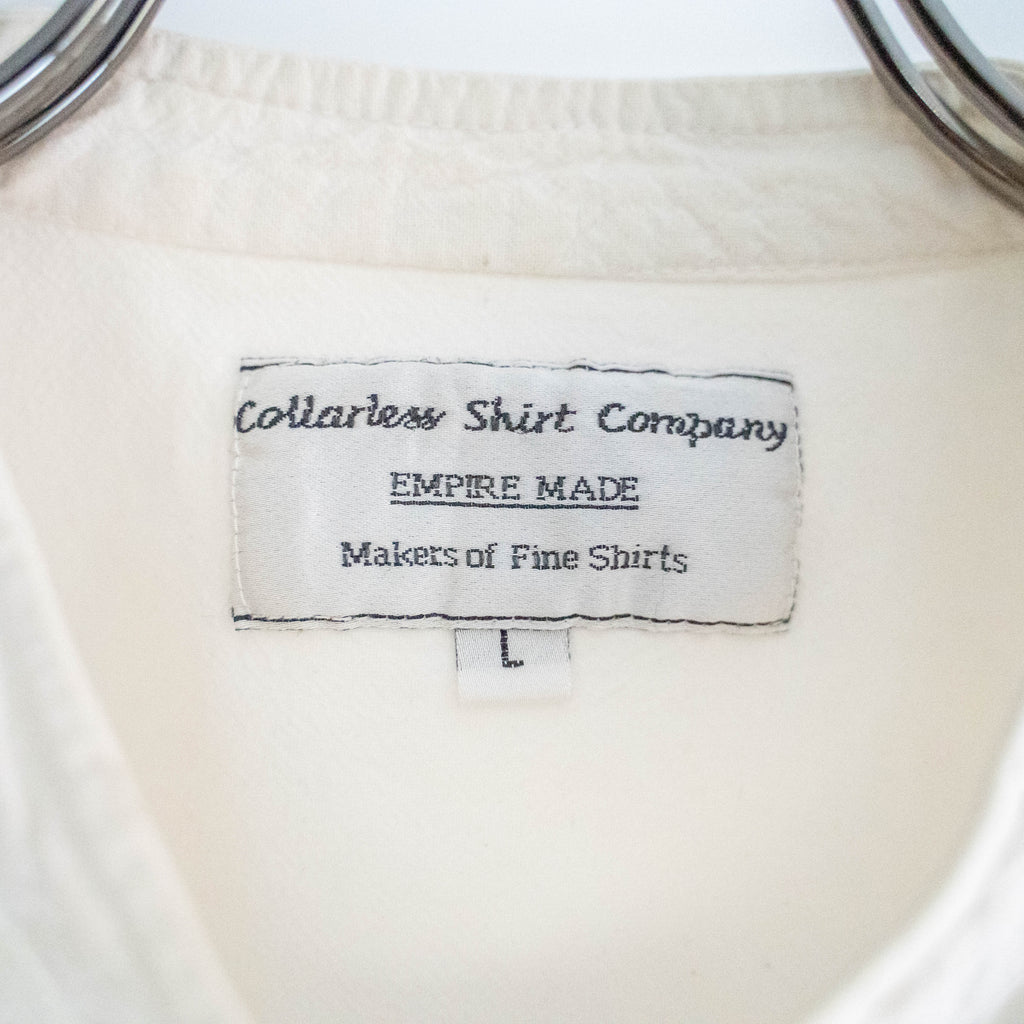 Collarless Shirt Company
EMPIRE MADE
Makers of Fine Shirts
L